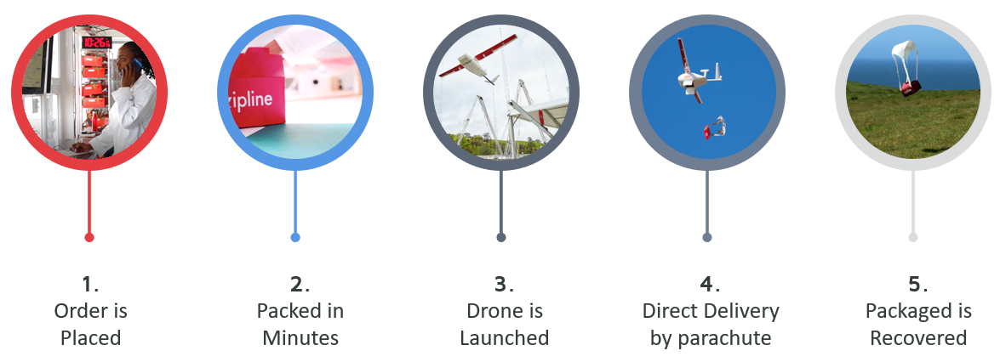 10:26
zipline
1.
Order is
Placed
2.
Packed in
Minutes
3.
Drone is
Launched
4.
Direct Delivery
by parachute
5.
Packaged is
Recovered